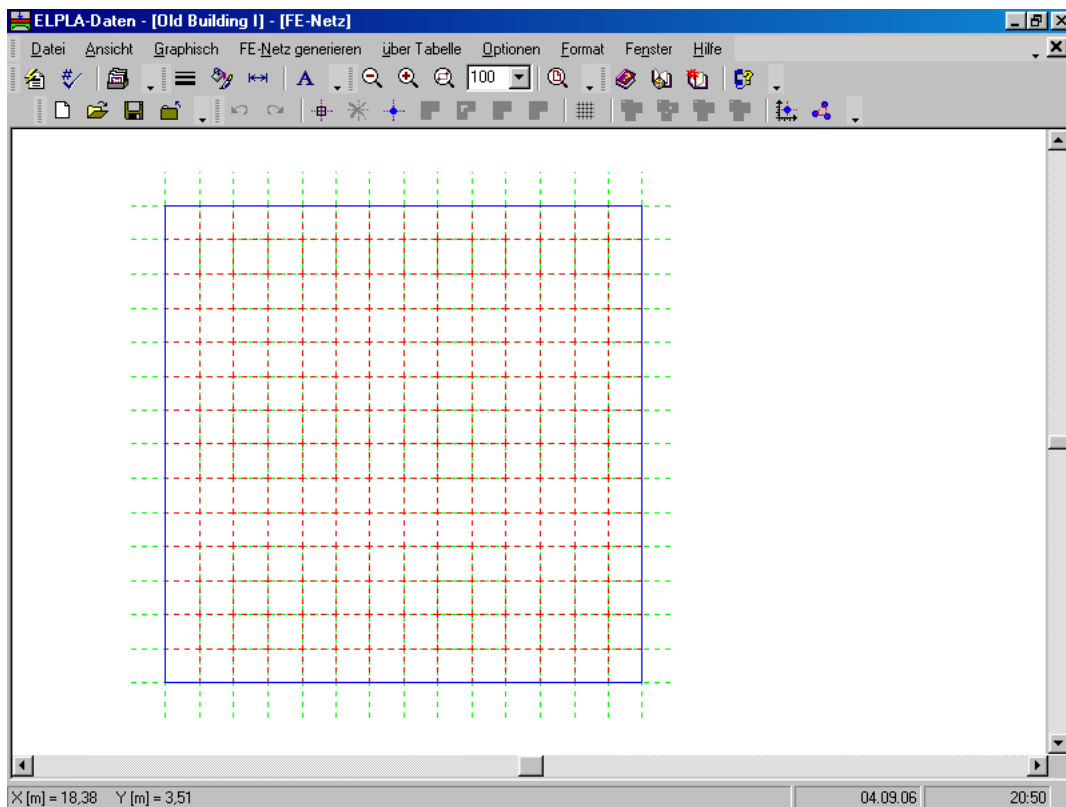 ELPLA-Daten - [Old Building I] - [FE-Netz]
Datei Ansicht Graphisch FE-Netz generieren über Tabelle Optionen Format Fenster Hilfe
A 100
X [m] = 18,38 Y [m] = 3,51 04.09.06 20:50